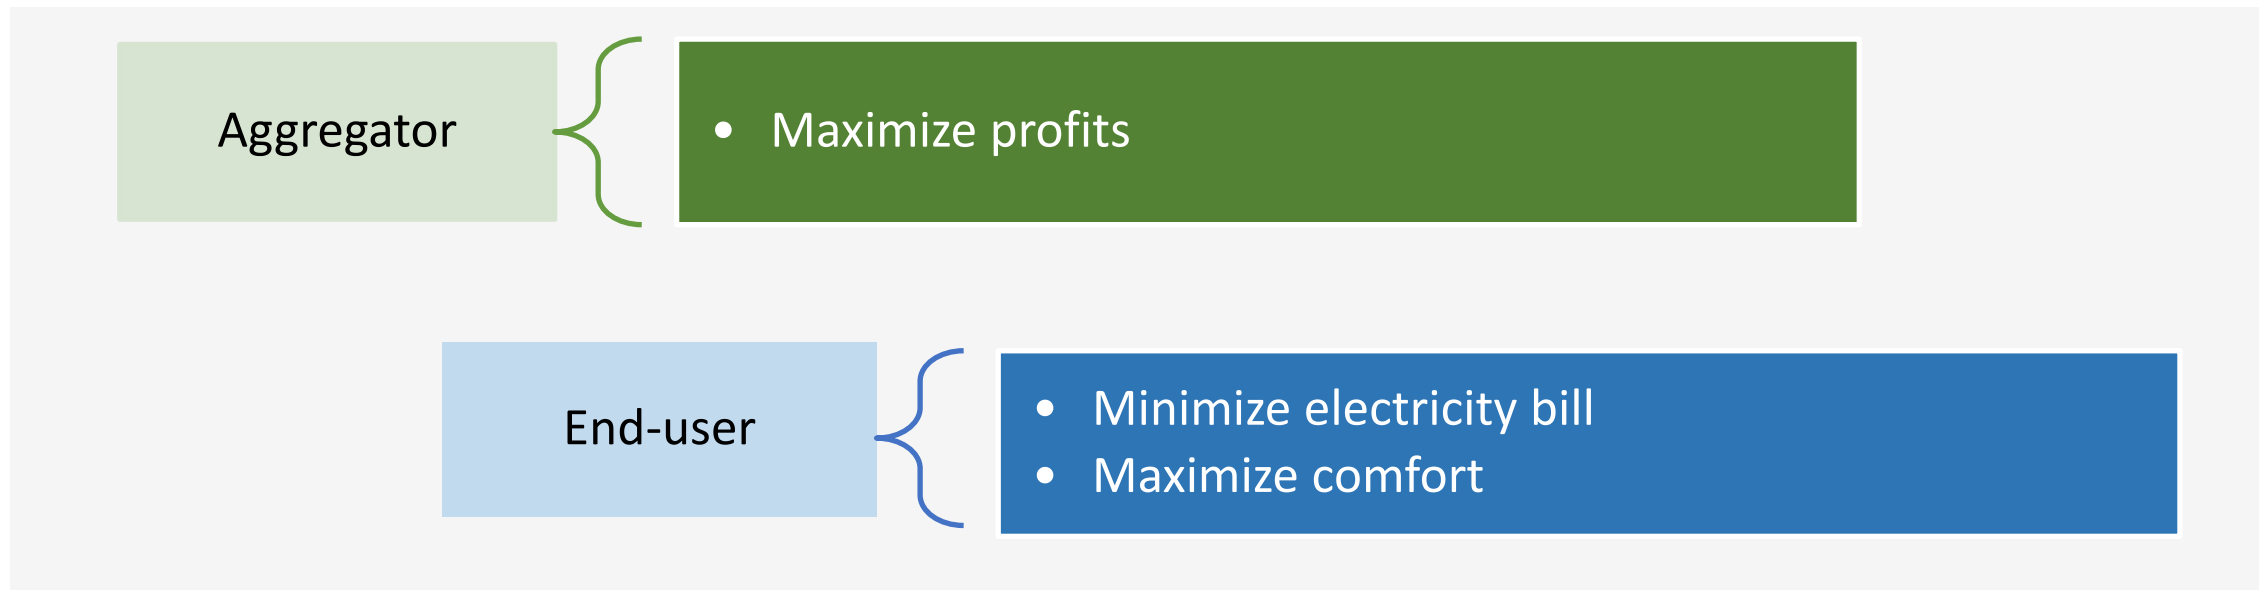 Aggregator
• Maximize profits
End-user
• Minimize electricity bill
• Maximize comfort